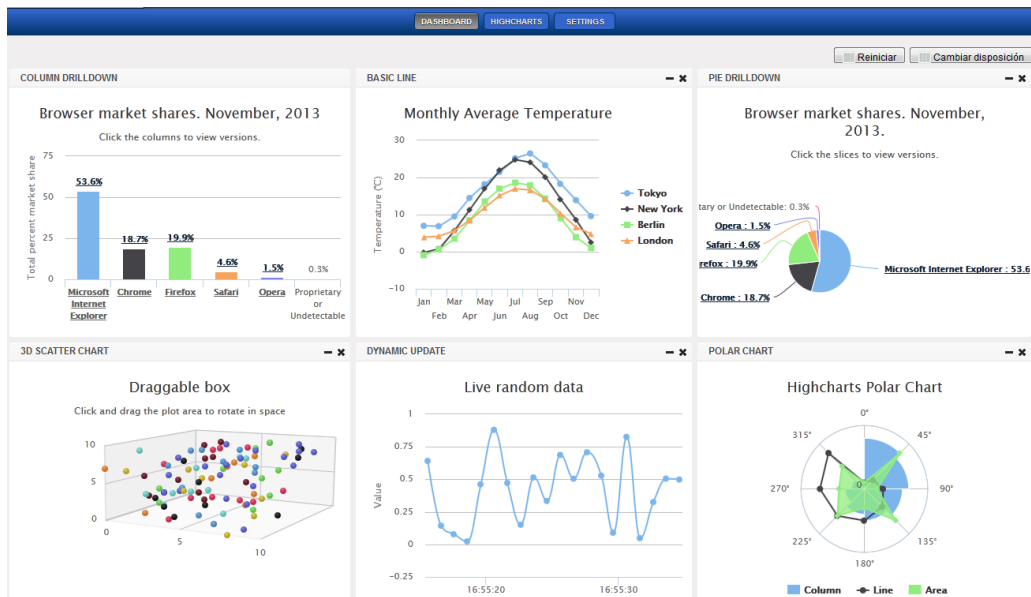 DASHBOARD HIGHCHARTS SETTINGS
Reiniciar Cambiar disposición
COLUMN DRILLDOWN
Browser market shares. November, 2013
Click the columns to view versions.
Total percent market share
75
50
25
0
53.6%
18.7%
19.9%
4.6%
1.5%
0.3%
Microsoft Internet Explorer
Chrome
Firefox
Safari
Opera
Proprietary or Undetectable
BASIC LINE
Monthly Average Temperature
Temperature (°C)
30
20
10
0
−10
Jan Mar May Jul Sep Nov
Feb Apr Jun Aug Oct Dec
Tokyo
New York
Berlin
London
PIE DRILLDOWN
Browser market shares. November,
2013.
Click the slices to view versions.
tary or Undetectable: 0.3%
Opera : 1.5%
Safari : 4.6%
refox : 19.9%
Microsoft Internet Explorer : 53.6
Chrome : 18.7%
3D SCATTER CHART
Draggable box
Click and drag the plot area to rotate in space
10
5
0
0
5
10
DYNAMIC UPDATE
Live random data
Value
1
0.75
0.5
0.25
0
−0.25
16:55:20 16:55:30
POLAR CHART
Highcharts Polar Chart
0°
315° 45°
270° 0 90°
225° 135°
180°
Column Line Area